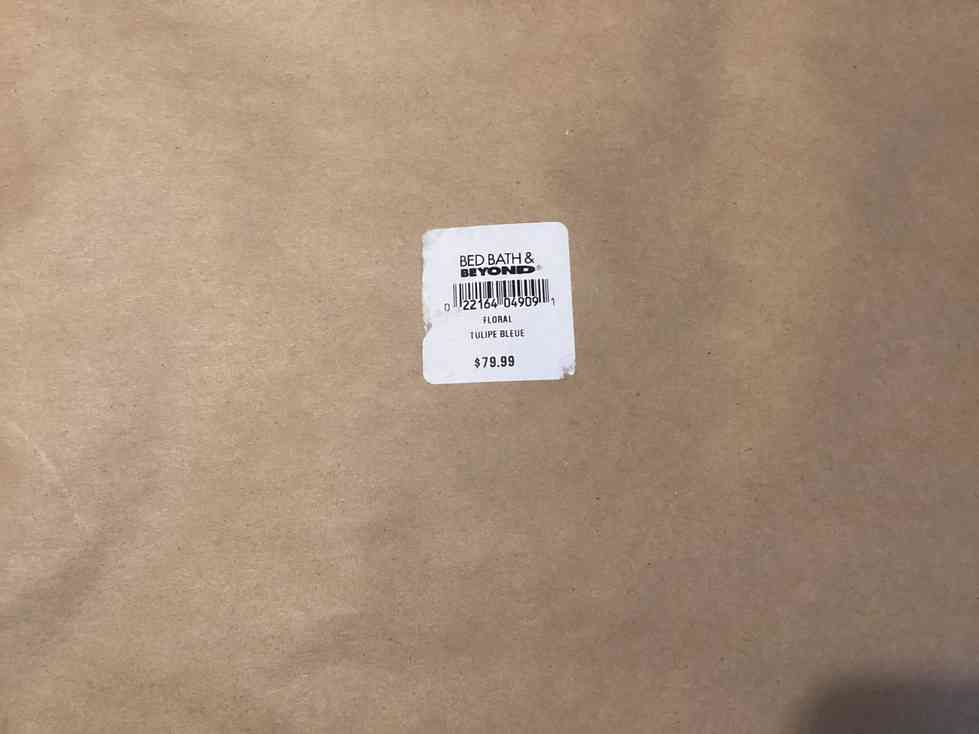 BED BATH &
BEYOND®
0 22164 04909 1
FLORAL
TULIPE BLEUE
$79.99